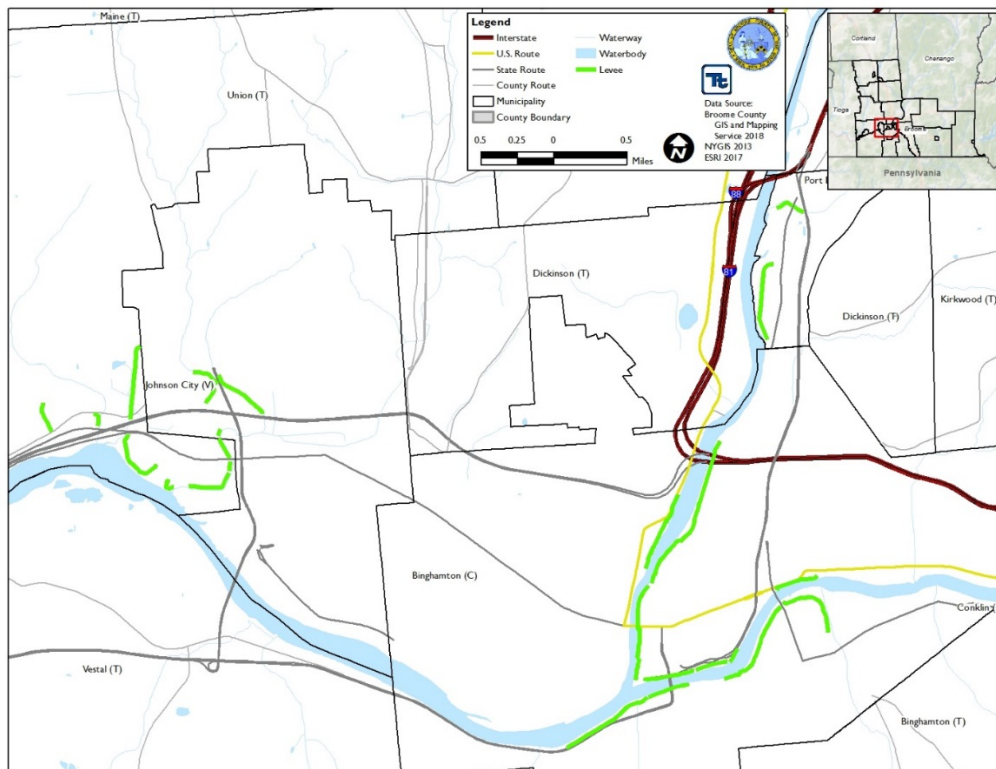 Maine (T)
Union (T)
Legend
Interstate
U.S. Route
State Route
County Route
Municipality
County Boundary
Waterway
Waterbody
Levee
0.5 0 0.5
Miles
N
Tt
Data Source:
Broome County
GIS and Mapping
Service 2018
NYGIS 2013
ESRI 2017
Cortland
Chenango
Tioga
Broome
Pennsylvania
88
Port
81
Dickinson (T)
Kirkwood (T)
Dickinson (T)
Johnson City (V)
Binghamton (C)
Conklin
Vestal (T)
Binghamton (T)